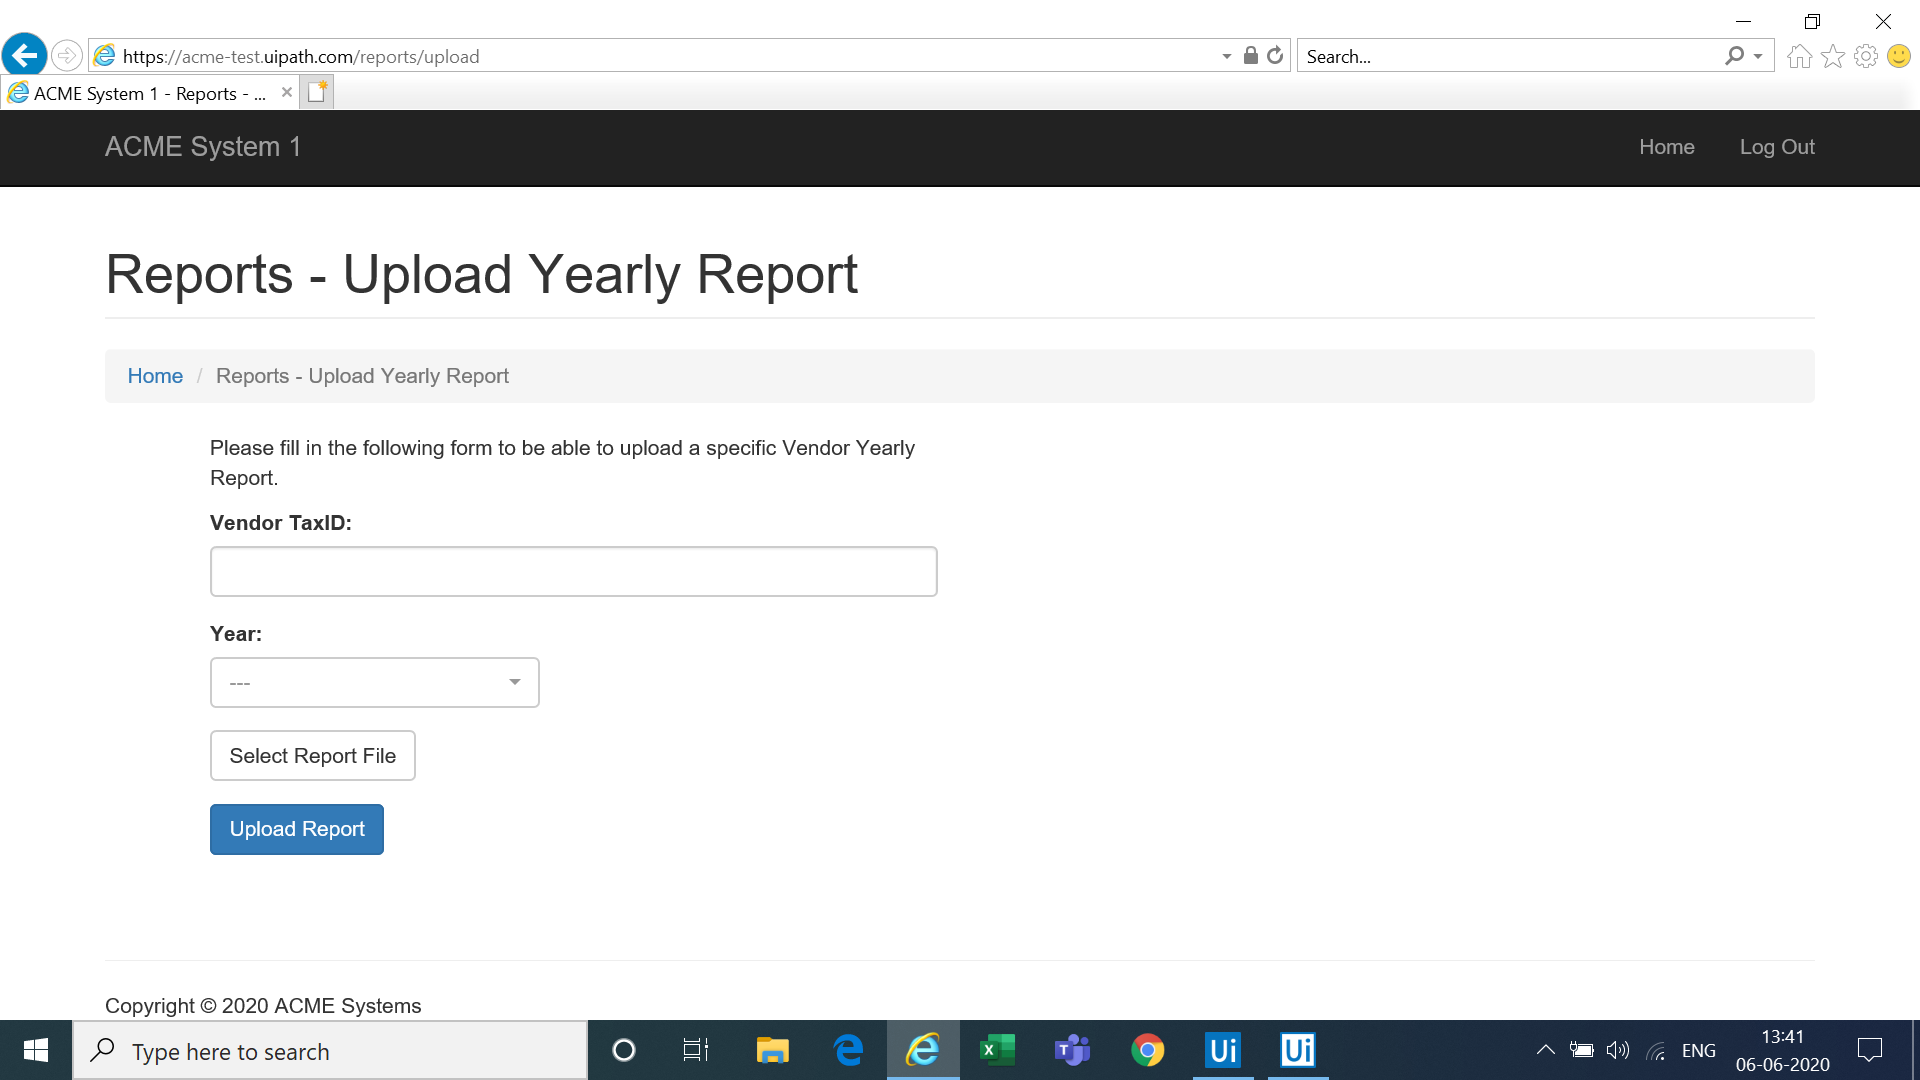 https://acme-test.uipath.com/reports/upload
Search...
ACME System 1 - Reports - ...
ACME System 1
Home
Log Out
Reports - Upload Yearly Report
Home / Reports - Upload Yearly Report
Please fill in the following form to be able to upload a specific Vendor Yearly
Report.
Vendor TaxID:
Year:
---
Select Report File
Upload Report
Copyright © 2020 ACME Systems
Type here to search
Ui
Ui
ENG
13:41
06-06-2020